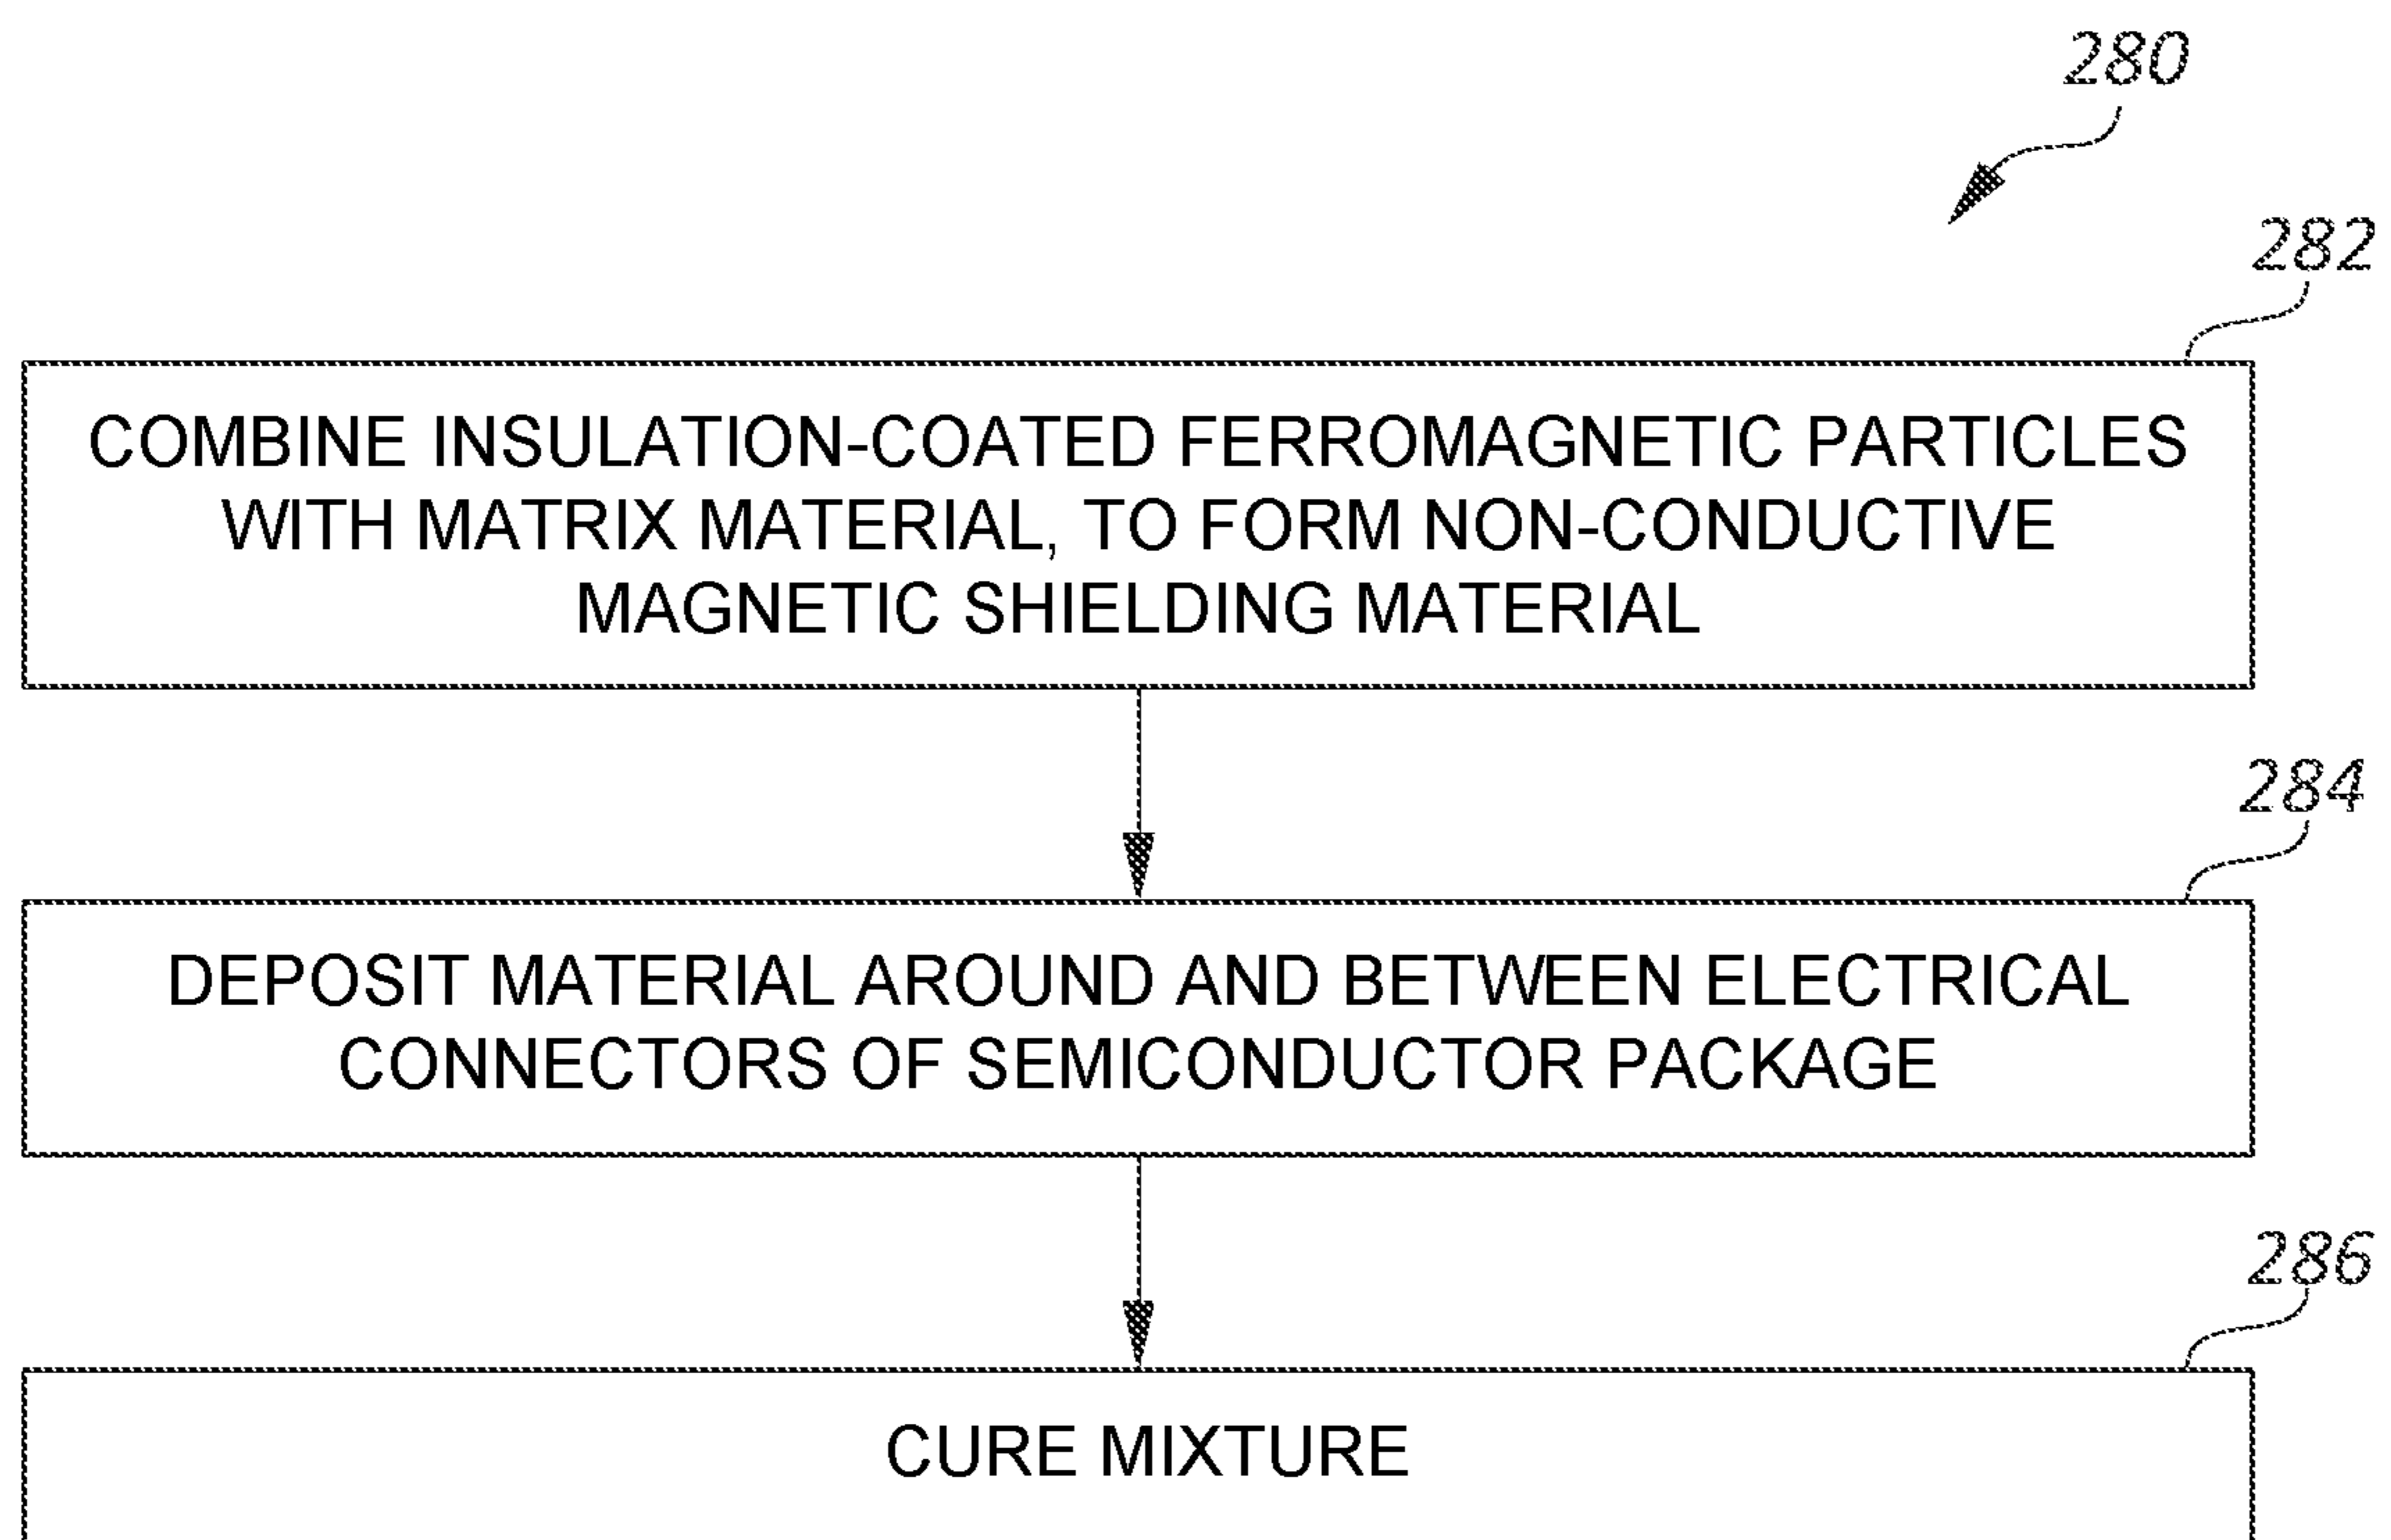 280
282
COMBINE INSULATION-COATED FERROMAGNETIC PARTICLES
WITH MATRIX MATERIAL, TO FORM NON-CONDUCTIVE
MAGNETIC SHIELDING MATERIAL
284
DEPOSIT MATERIAL AROUND AND BETWEEN ELECTRICAL
CONNECTORS OF SEMICONDUCTOR PACKAGE
286
CURE MIXTURE